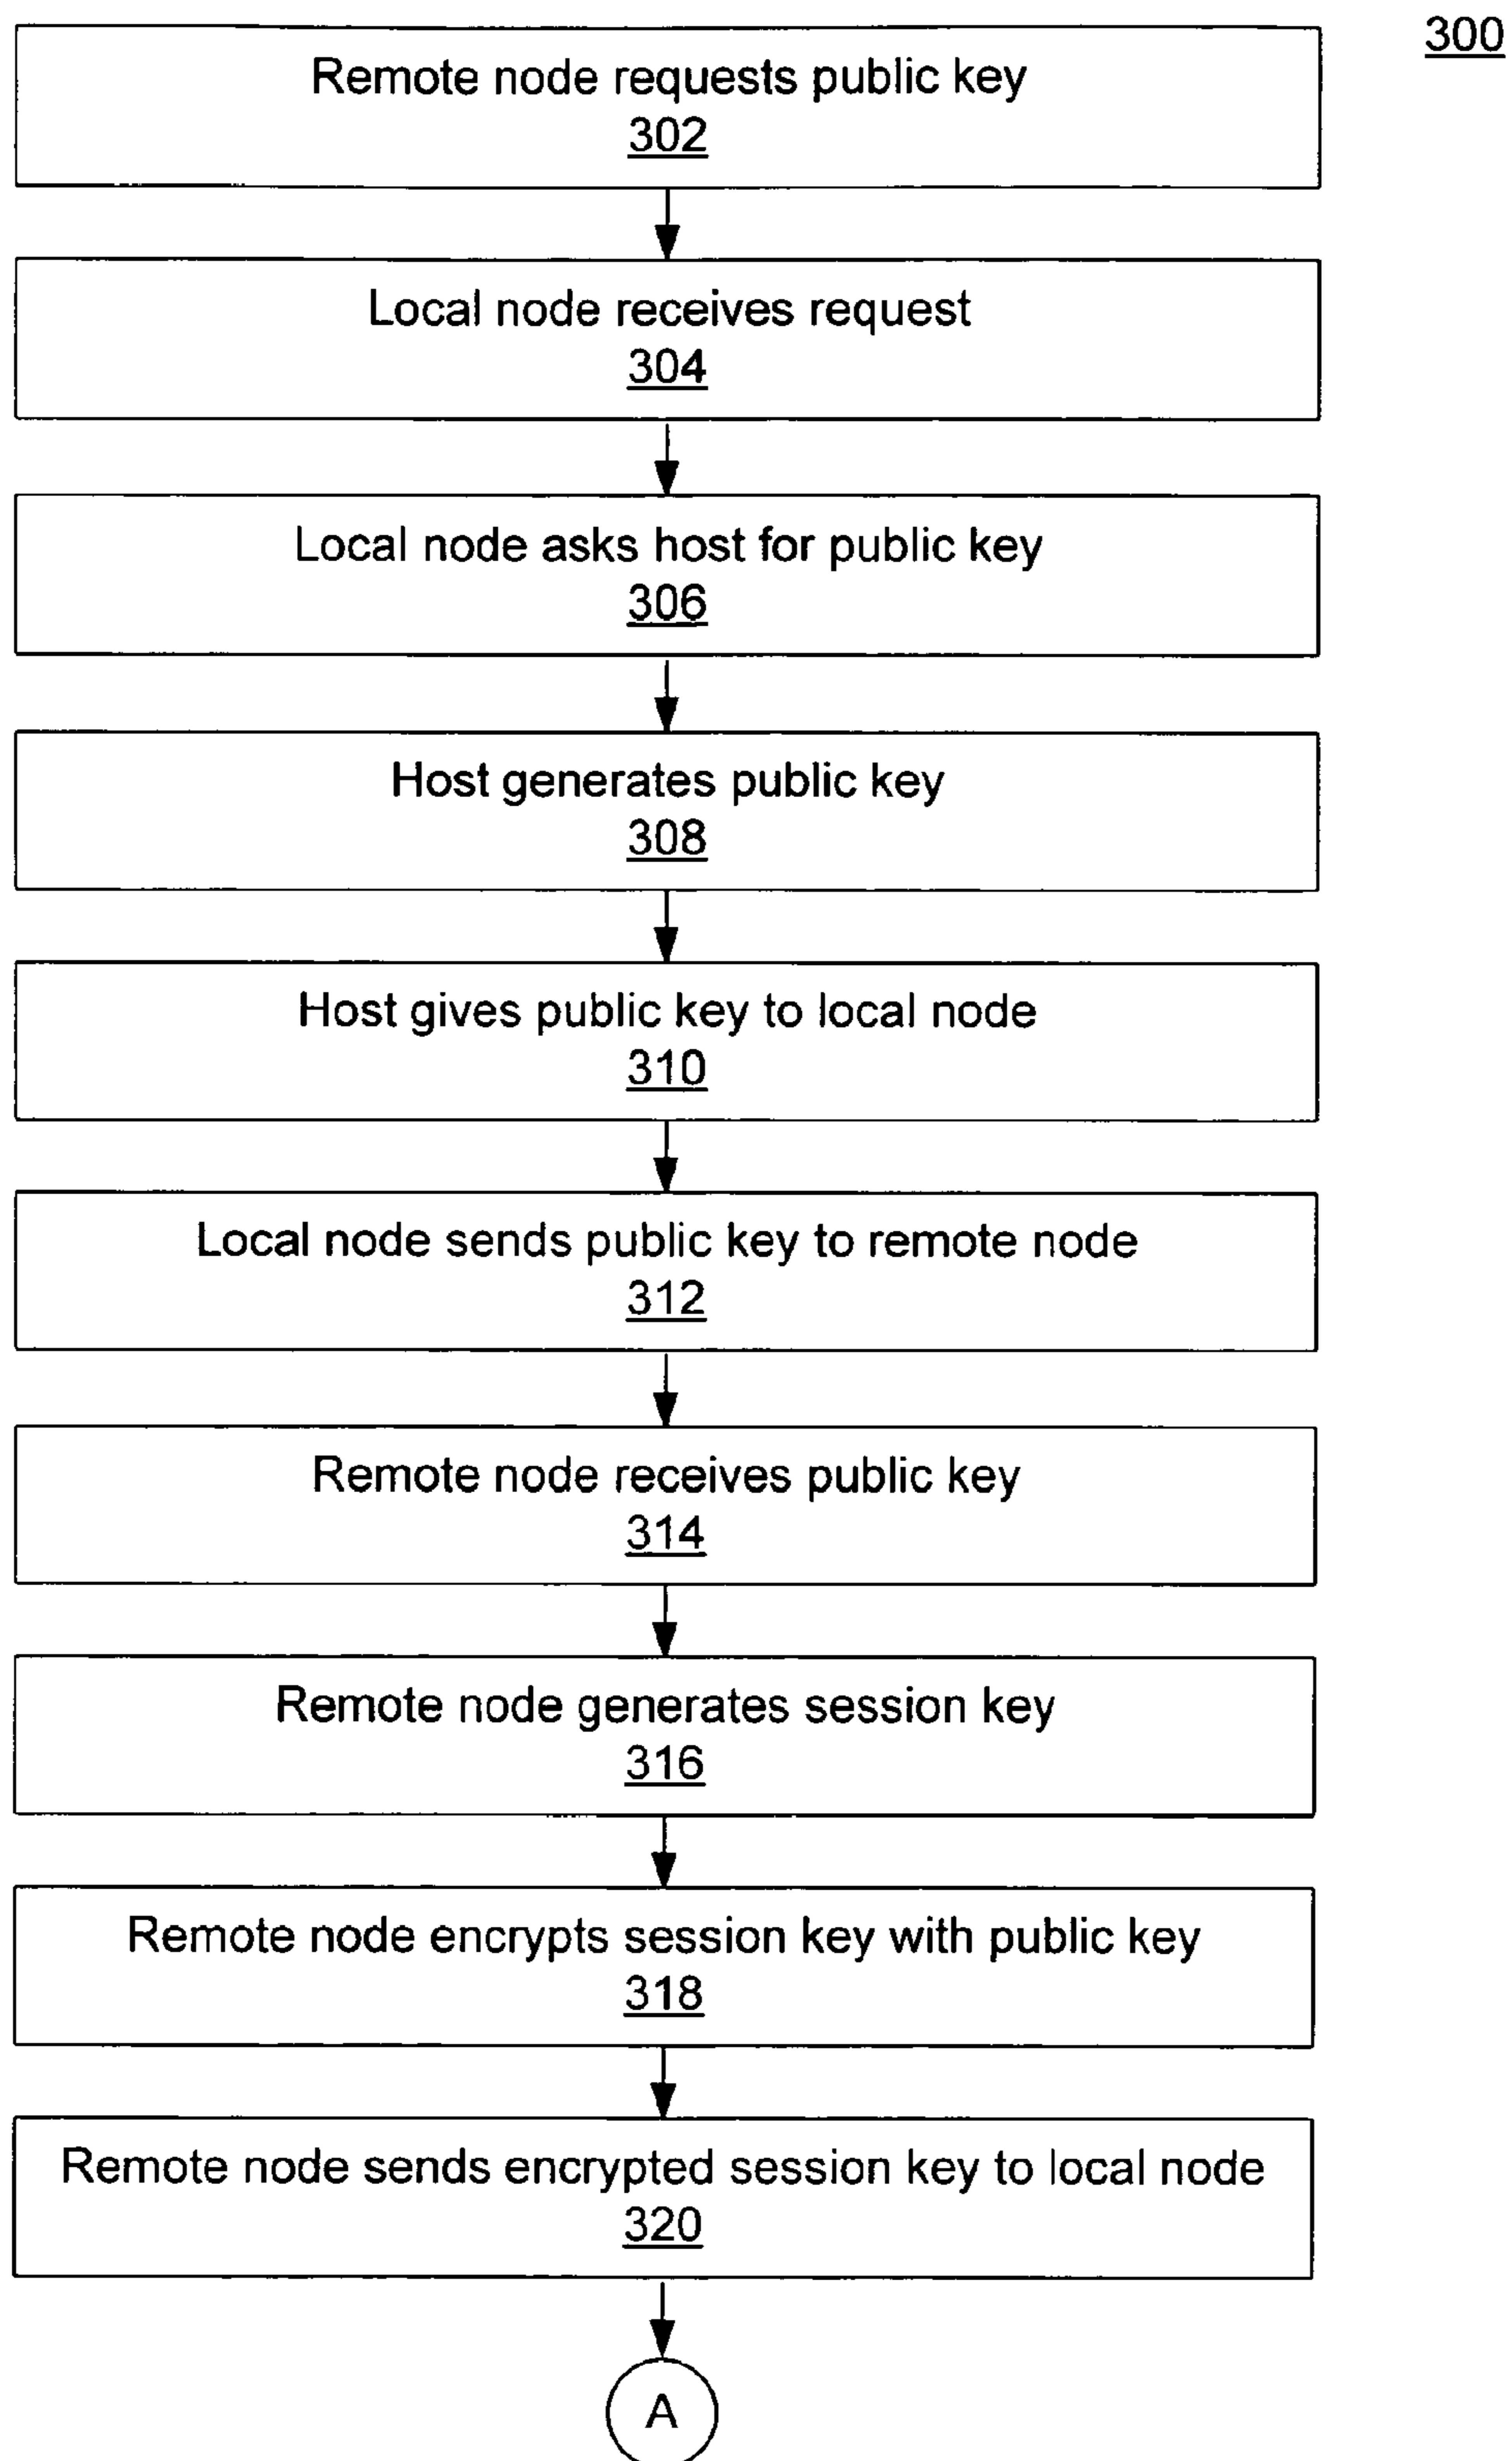 300
Remote node requests public key
302
Local node receives request
304
Local node asks host for public key
306
Host generates public key
308
Host gives public key to local node
310
Local node sends public key to remote node
312
Remote node receives public key
314
Remote node generates session key
316
Remote node encrypts session key with public key
318
Remote node sends encrypted session key to local node
320
A